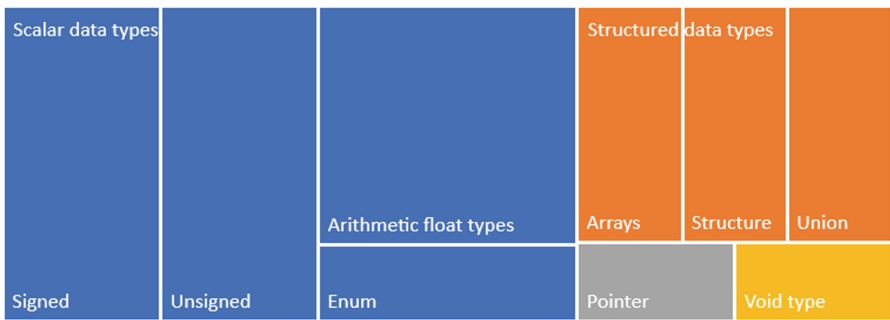 Scalar data types
Structured data types
Arithmetic float types
Arrays
Structure
Union
Signed
Unsigned
Enum
Pointer
Void type